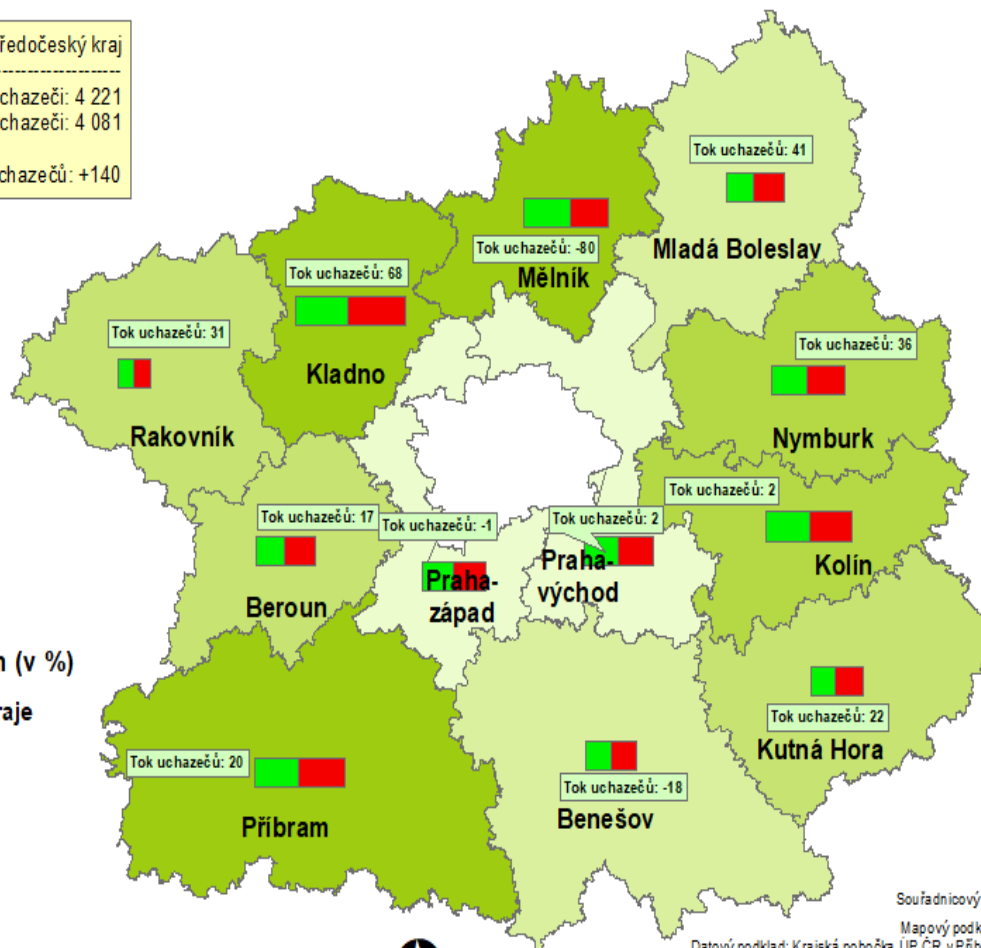 ředočeský kraj
--------------------
chazeči: 4 221
chazeči: 4 081
chazečů: +140
Tok uchazečů: 41
Mladá Boleslav
Tok uchazečů: -80
Mělník
Tok uchazečů: 68
Kladno
Tok uchazečů: 31
Rakovník
Tok uchazečů: 36
Nymburk
Tok uchazečů: 2
Kolín
Tok uchazečů: 17
Beroun
Tok uchazečů: -1
Praha-
západ
Tok uchazečů: 2
Praha-
východ
Tok uchazečů: 22
Kutná Hora
Tok uchazečů: 20
Příbram
Tok uchazečů: -18
Benešov
(v %)
raje
Souřadnicový
Mapový podk
Datový podklad: Krajská pobočka ÚP ČR v Příb